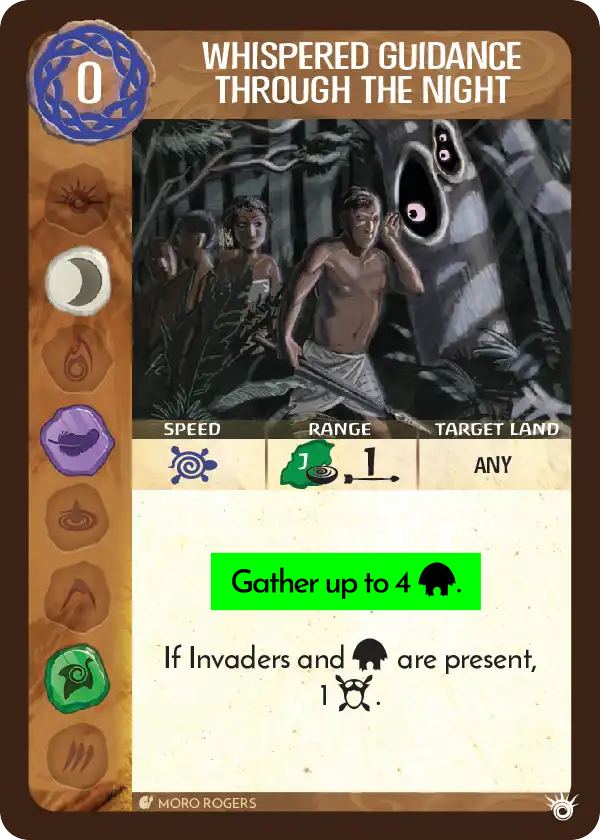 0
WHISPERED GUIDANCE
THROUGH THE NIGHT
SPEED RANGE TARGET LAND
J 1 ANY
Gather up to 4 .
If Invaders and are present,
1 .
MORO ROGERS